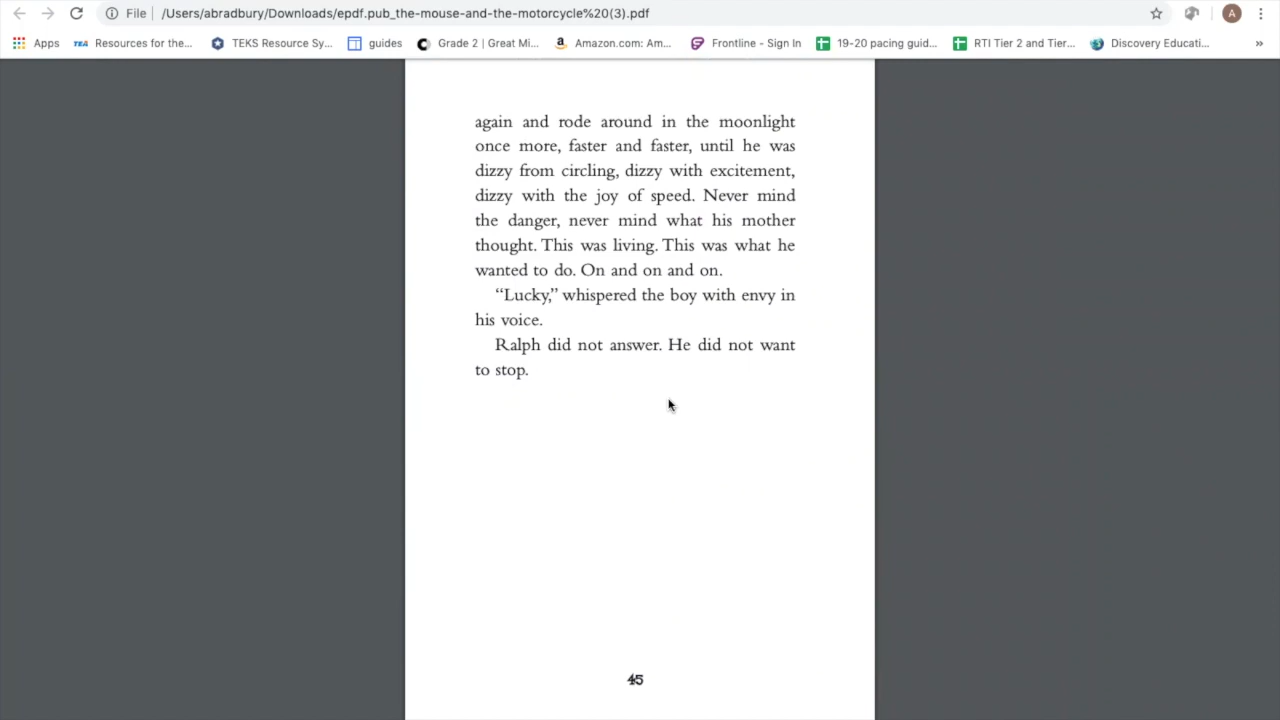 File /Users/abradbury/Downloads/epdf.pub_the-mouse-and-the-motorcycle%20(3).pdf A
Apps TEA Resources for the... TEKS Resource Sy... guides Grade 2 | Great Mi... a Amazon.com: Am... Frontline - Sign In 19-20 pacing guid... RTI Tier 2 and Tier... Discovery Educati... »
again and rode around in the moonlight
once more, faster and faster, until he was
dizzy from circling, dizzy with excitement,
dizzy with the joy of speed. Never mind
the danger, never mind what his mother
thought. This was living. This was what he
wanted to do. On and on and on.
“Lucky,” whispered the boy with envy in
his voice.
Ralph did not answer. He did not want
to stop.
45